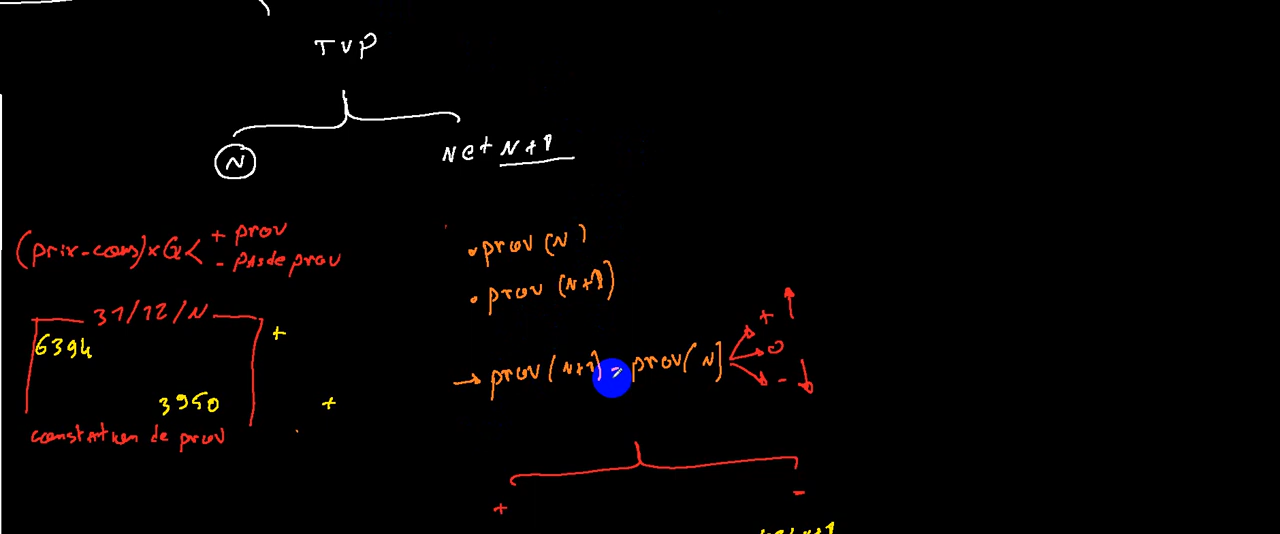 TVP
N
N et N+1
(prix-cours)×Q < + prov
- pas de prov
31/12/N
6394 +
3950 +
constatation de prov
• prov (N)
• prov (N+1)
→ prov (N+1) - prov (N)
+ ↑
0
- ↓
+ -